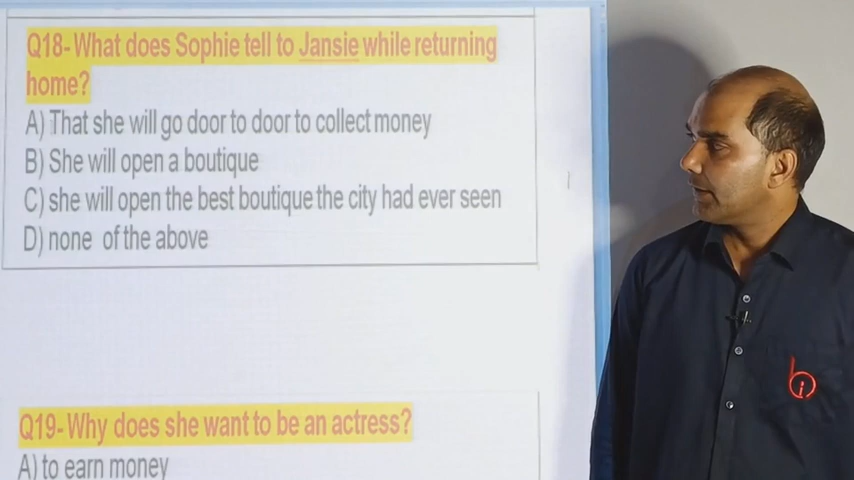 Q18- What does Sophie tell to Jansie while returning
home?
A) That she will go door to door to collect money
B) She will open a boutique
C) she will open the best boutique the city had ever seen
D) none of the above
Q19- Why does she want to be an actress?
A) to earn money